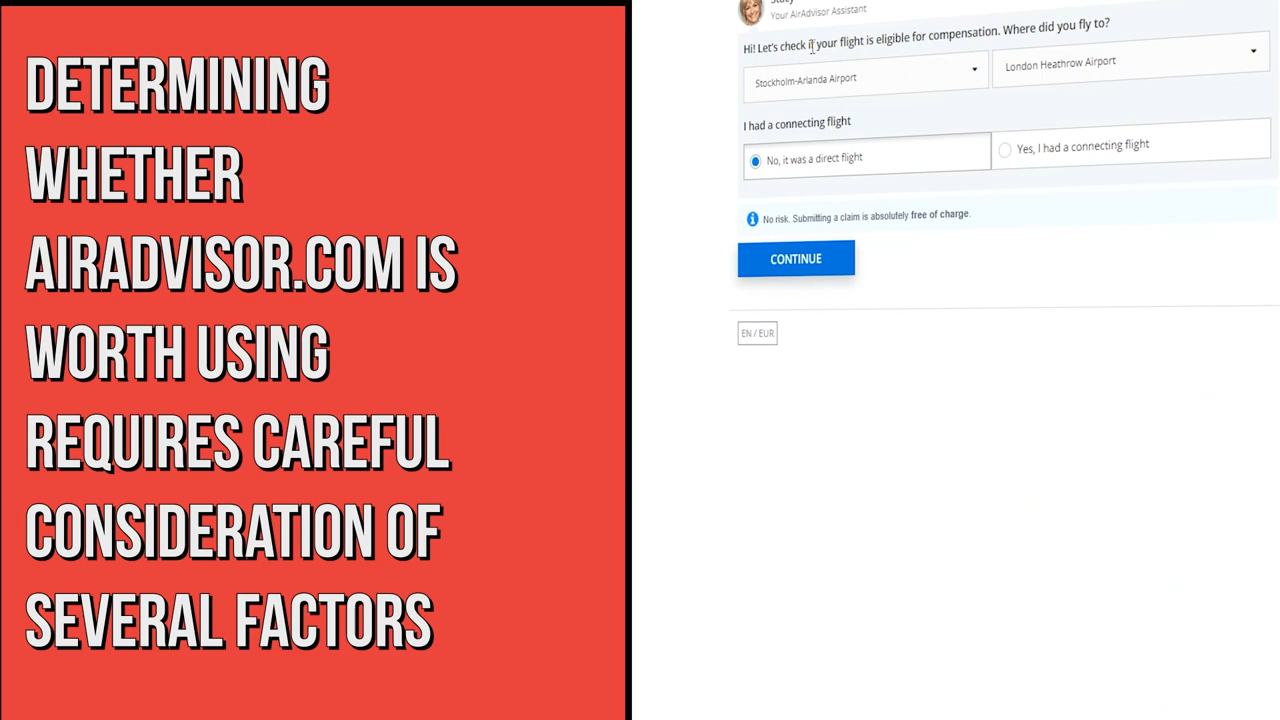 DETERMINING
WHETHER
AIRADVISOR.COM IS
WORTH USING
REQUIRES CAREFUL
CONSIDERATION OF
SEVERAL FACTORS
Your AirAdvisor Assistant
Hi! Let's check if your flight is eligible for compensation. Where did you fly to?
Stockholm-Arlanda Airport
London Heathrow Airport
I had a connecting flight
No, it was a direct flight
Yes, I had a connecting flight
No risk. Submitting a claim is absolutely free of charge.
CONTINUE
EN / EUR